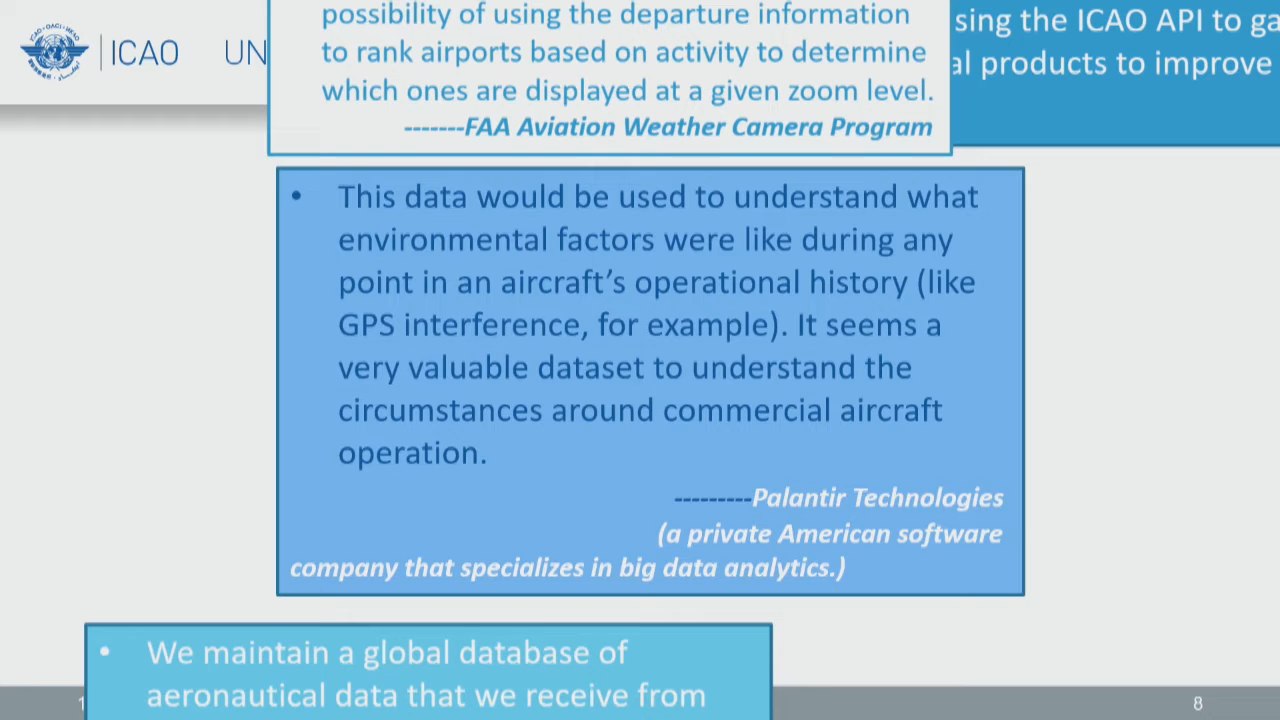 ICAO UN
possibility of using the departure information
to rank airports based on activity to determine
which ones are displayed at a given zoom level.
-------FAA Aviation Weather Camera Program
sing the ICAO API to ga
al products to improve
• This data would be used to understand what
environmental factors were like during any
point in an aircraft’s operational history (like
GPS interference, for example). It seems a
very valuable dataset to understand the
circumstances around commercial aircraft
operation.
---------Palantir Technologies
(a private American software
company that specializes in big data analytics.)
• We maintain a global database of
aeronautical data that we receive from
8